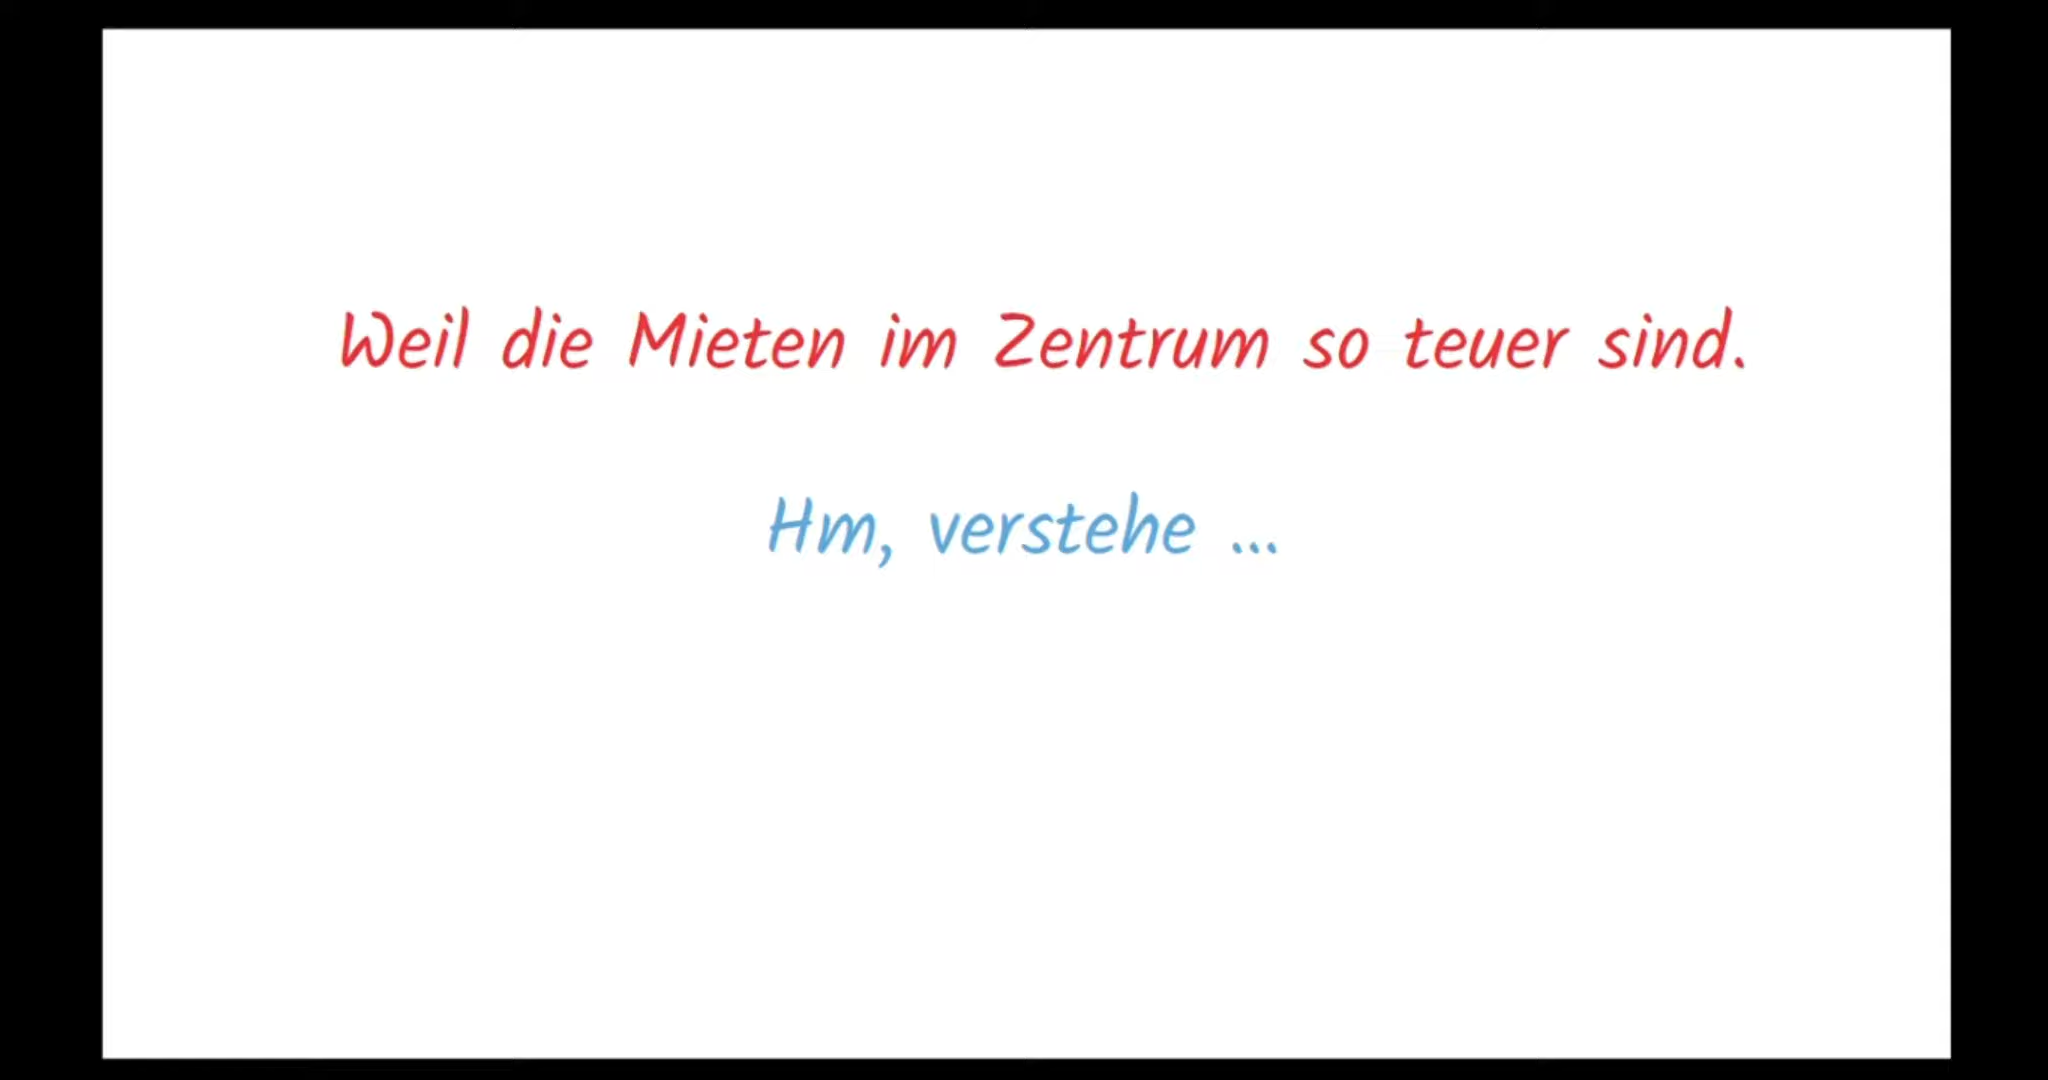 Weil die Mieten im Zentrum so teuer sind.
Hm, verstehe ...